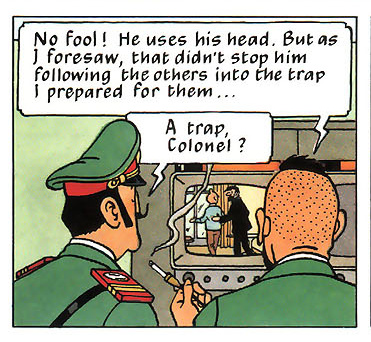 No fool! He uses his head. But as
I foresaw, that didn't stop him
following the others into the trap
I prepared for them...
A trap,
Colonel?